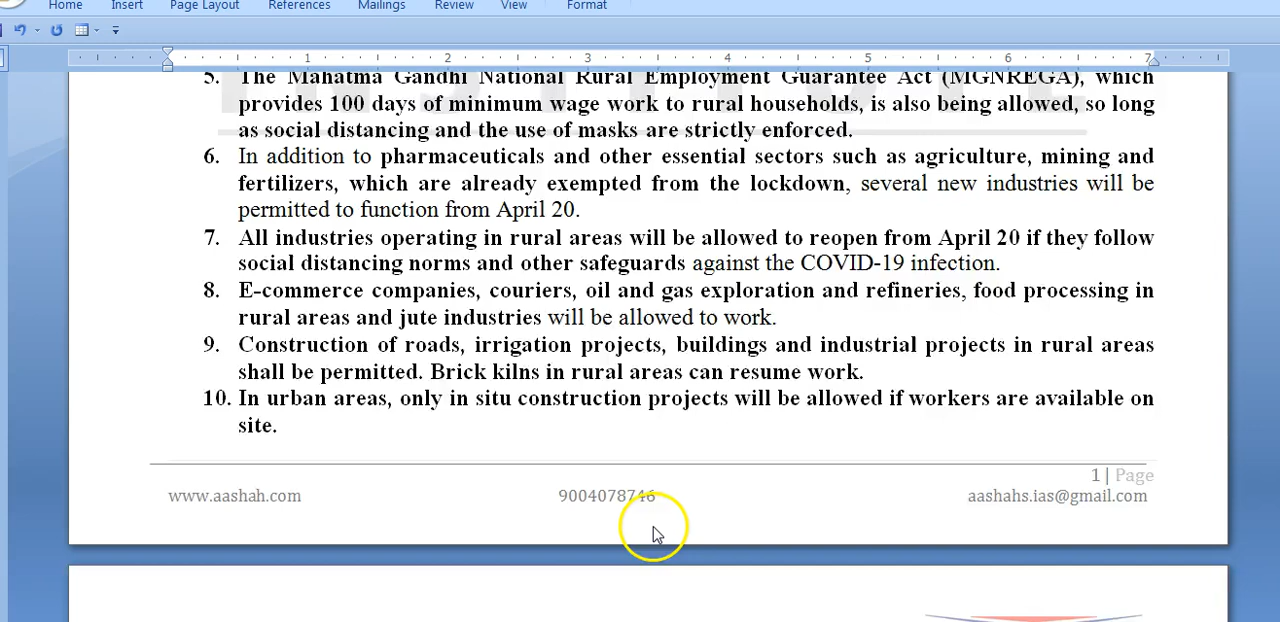 Home Insert Page Layout References Mailings Review View Format
1 2 3 4 5 6 7
5. The Mahatma Gandhi National Rural Employment Guarantee Act (MGNREGA), which
provides 100 days of minimum wage work to rural households, is also being allowed, so long
as social distancing and the use of masks are strictly enforced.
6. In addition to pharmaceuticals and other essential sectors such as agriculture, mining and
fertilizers, which are already exempted from the lockdown, several new industries will be
permitted to function from April 20.
7. All industries operating in rural areas will be allowed to reopen from April 20 if they follow
social distancing norms and other safeguards against the COVID-19 infection.
8. E-commerce companies, couriers, oil and gas exploration and refineries, food processing in
rural areas and jute industries will be allowed to work.
9. Construction of roads, irrigation projects, buildings and industrial projects in rural areas
shall be permitted. Brick kilns in rural areas can resume work.
10. In urban areas, only in situ construction projects will be allowed if workers are available on
site.
1 | Page
www.aashah.com 9004078746 aashahs.ias@gmail.com